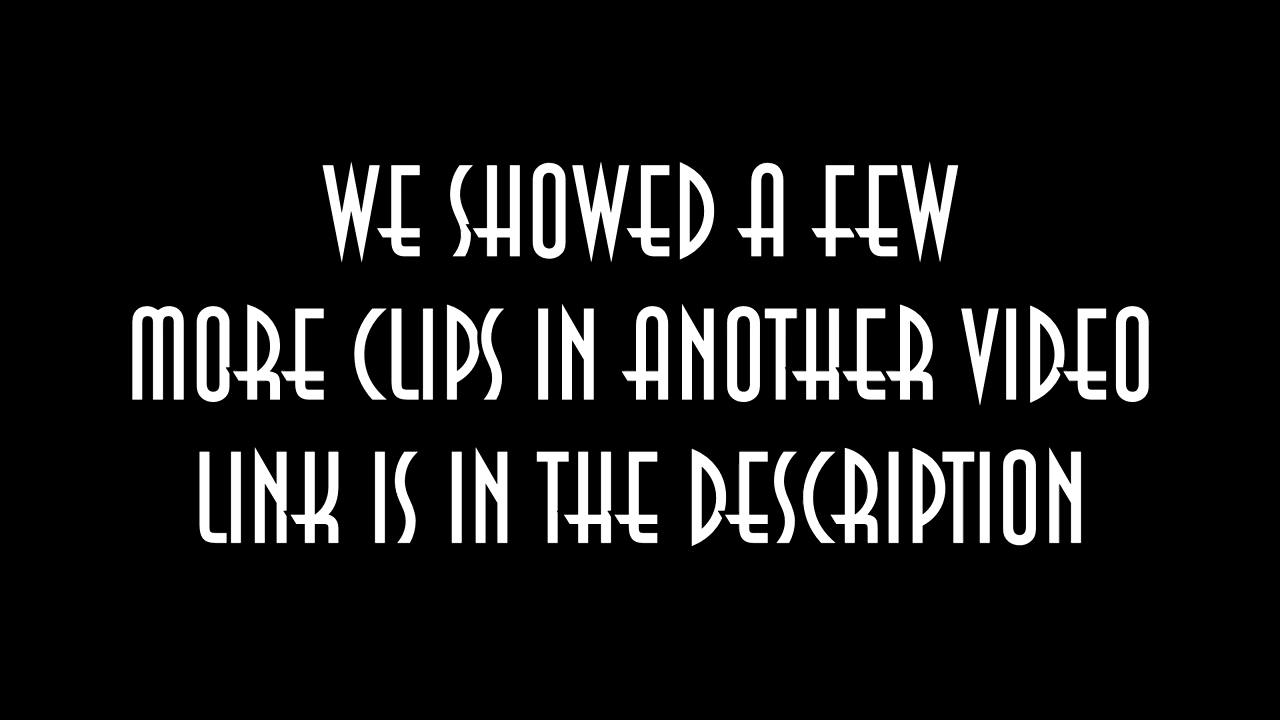 WE SHOWED A FEW
MORE CLIPS IN ANOTHER VIDEO
LINK IS IN THE DESCRIPTION